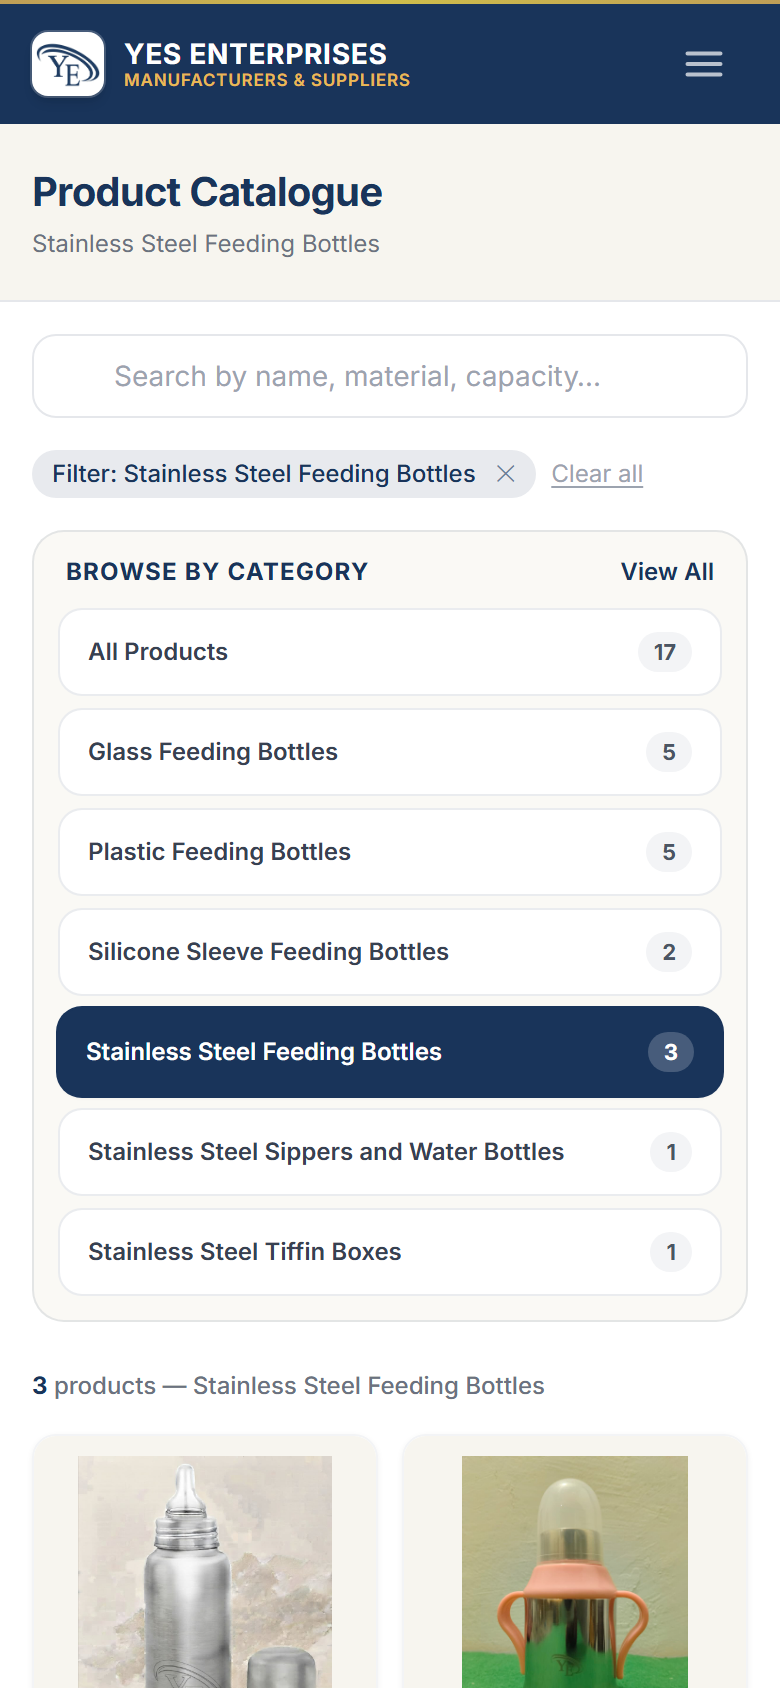 YE
YES ENTERPRISES
MANUFACTURERS & SUPPLIERS
Product Catalogue
Stainless Steel Feeding Bottles
Search by name, material, capacity...
Filter: Stainless Steel Feeding Bottles
Clear all
BROWSE BY CATEGORY
View All
All Products 17
Glass Feeding Bottles 5
Plastic Feeding Bottles 5
Silicone Sleeve Feeding Bottles 2
Stainless Steel Feeding Bottles 3
Stainless Steel Sippers and Water Bottles 1
Stainless Steel Tiffin Boxes 1
3 products — Stainless Steel Feeding Bottles
YE